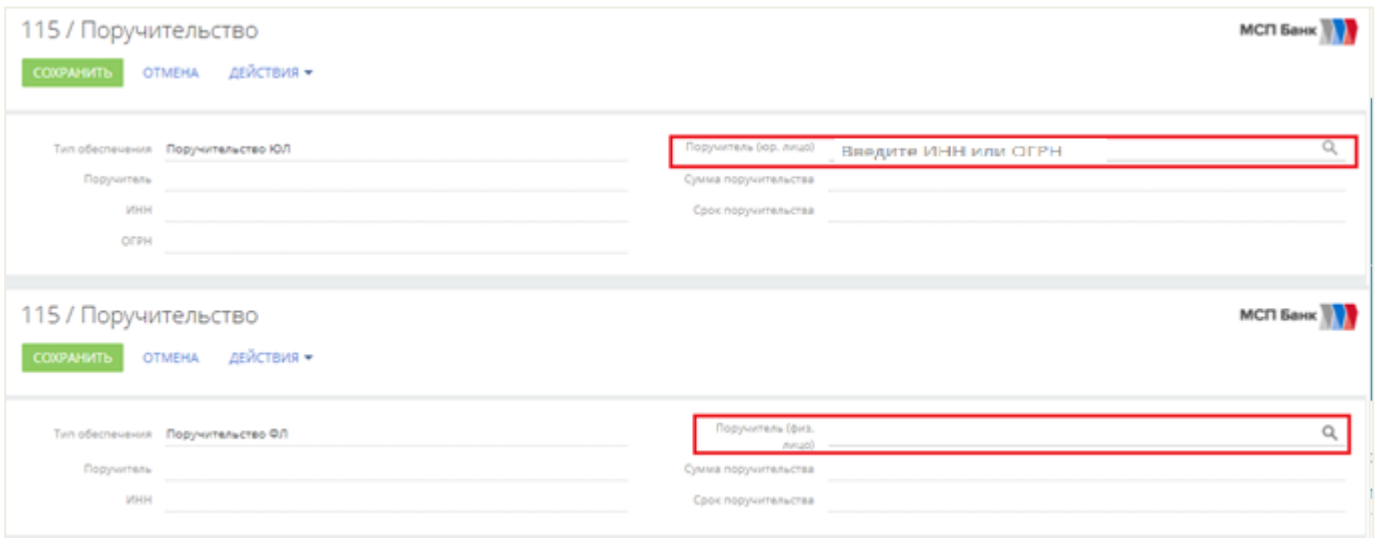 115 / Поручительство
МСП Банк
СОХРАНИТЬ ОТМЕНА ДЕЙСТВИЯ
Тип обеспечения Поручительство ЮЛ
Поручитель (юр. лицо) Введите ИНН или ОГРН
Поручитель
Сумма поручительства
ИНН
Срок поручительства
ОГРН
115 / Поручительство
МСП Банк
СОХРАНИТЬ ОТМЕНА ДЕЙСТВИЯ
Тип обеспечения Поручительство ФЛ
Поручитель (физ.
лицо)
Поручитель
Сумма поручительства
ИНН
Срок поручительства